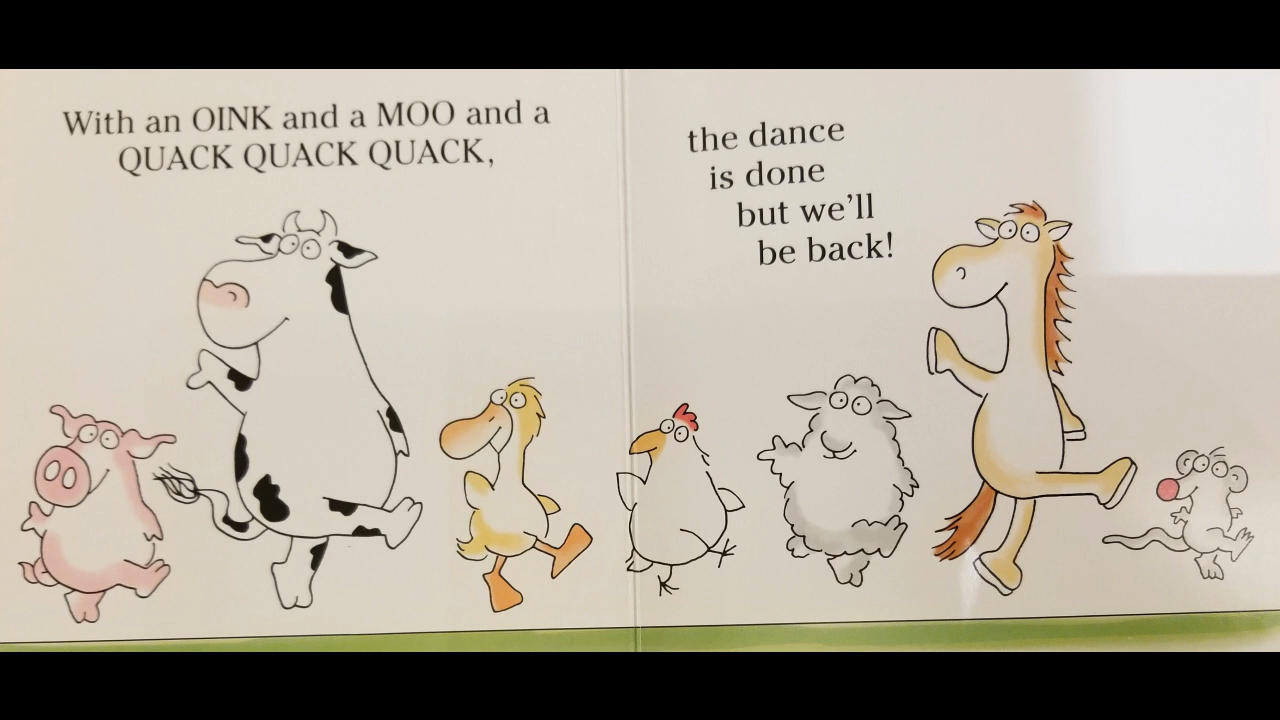 With an OINK and a MOO and a
QUACK QUACK QUACK,
the dance
is done
but we'll
be back!